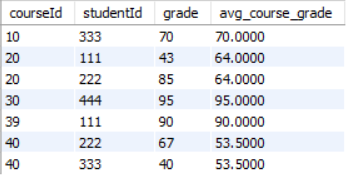 courseId studentId grade avg_course_grade
10 333 70 70.0000
20 111 43 64.0000
20 222 85 64.0000
30 444 95 95.0000
39 111 90 90.0000
40 222 67 53.5000
40 333 40 53.5000